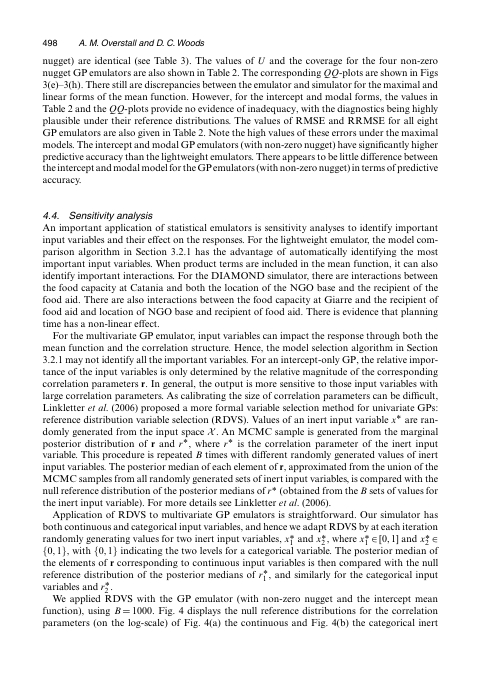 498 A. M. Overstall and D. C. Woods
nugget) are identical (see Table 3). The values of U and the coverage for the four non-zero
nugget GP emulators are also shown in Table 2. The corresponding QQ-plots are shown in Figs
3(e)–3(h). There still are discrepancies between the emulator and simulator for the maximal and
linear forms of the mean function. However, for the intercept and modal forms, the values in
Table 2 and the QQ-plots provide no evidence of inadequacy, with the diagnostics being highly
plausible under their reference distributions. The values of RMSE and RRMSE for all eight
GP emulators are also given in Table 2. Note the high values of these errors under the maximal
models. The intercept and modal GP emulators (with non-zero nugget) have significantly higher
predictive accuracy than the lightweight emulators. There appears to be little difference between
the intercept and modal model for the GP emulators (with non-zero nugget) in terms of predictive
accuracy.
4.4. Sensitivity analysis
An important application of statistical emulators is sensitivity analyses to identify important
input variables and their effect on the responses. For the lightweight emulator, the model com-
parison algorithm in Section 3.2.1 has the advantage of automatically identifying the most
important input variables. When product terms are included in the mean function, it can also
identify important interactions. For the DIAMOND simulator, there are interactions between
the food capacity at Catania and both the location of the NGO base and the recipient of the
food aid. There are also interactions between the food capacity at Giarre and the recipient of
food aid and location of NGO base and recipient of food aid. There is evidence that planning
time has a non-linear effect.
For the multivariate GP emulator, input variables can impact the response through both the
mean function and the correlation structure. Hence, the model selection algorithm in Section
3.2.1 may not identify all the important variables. For an intercept-only GP, the relative impor-
tance of the input variables is only determined by the relative magnitude of the corresponding
correlation parameters r. In general, the output is more sensitive to those input variables with
large correlation parameters. As calibrating the size of correlation parameters can be difficult,
Linkletter et al. (2006) proposed a more formal variable selection method for univariate GPs:
reference distribution variable selection (RDVS). Values of an inert input variable x* are ran-
domly generated from the input space 𝒳. An MCMC sample is generated from the marginal
posterior distribution of r and r*, where r* is the correlation parameter of the inert input
variable. This procedure is repeated B times with different randomly generated values of inert
input variables. The posterior median of each element of r, approximated from the union of the
MCMC samples from all randomly generated sets of inert input variables, is compared with the
null reference distribution of the posterior medians of r* (obtained from the B sets of values for
the inert input variable). For more details see Linkletter et al. (2006).
Application of RDVS to multivariate GP emulators is straightforward. Our simulator has
both continuous and categorical input variables, and hence we adapt RDVS by at each iteration
randomly generating values for two inert input variables, x₁* and x₂*, where x₁* ∈ [0, 1] and x₂* ∈
{0, 1}, with {0, 1} indicating the two levels for a categorical variable. The posterior median of
the elements of r corresponding to continuous input variables is then compared with the null
reference distribution of the posterior medians of r₁*, and similarly for the categorical input
variables and r₂*.
We applied RDVS with the GP emulator (with non-zero nugget and the intercept mean
function), using B = 1000. Fig. 4 displays the null reference distributions for the correlation
parameters (on the log-scale) of Fig. 4(a) the continuous and Fig. 4(b) the categorical inert